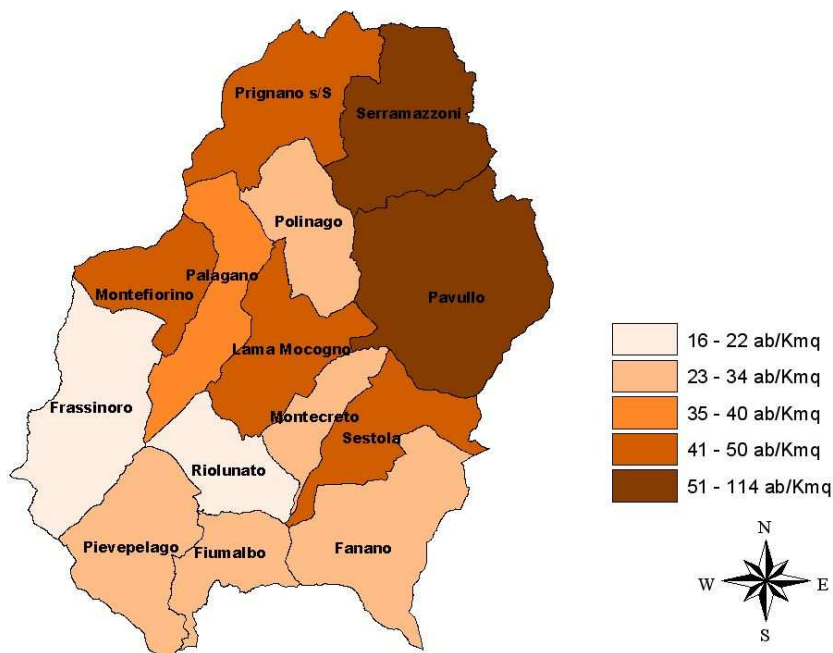 Prignano s/S
Serramazzoni
Polinago
Palagano
Montefiorino
Pavullo
Lama Mocogno
Frassinoro
Montecreto
Sestola
Riolunato
Pievepelago
Fiumalbo
Fanano
16 - 22 ab/Kmq
23 - 34 ab/Kmq
35 - 40 ab/Kmq
41 - 50 ab/Kmq
51 - 114 ab/Kmq
N
W E
S